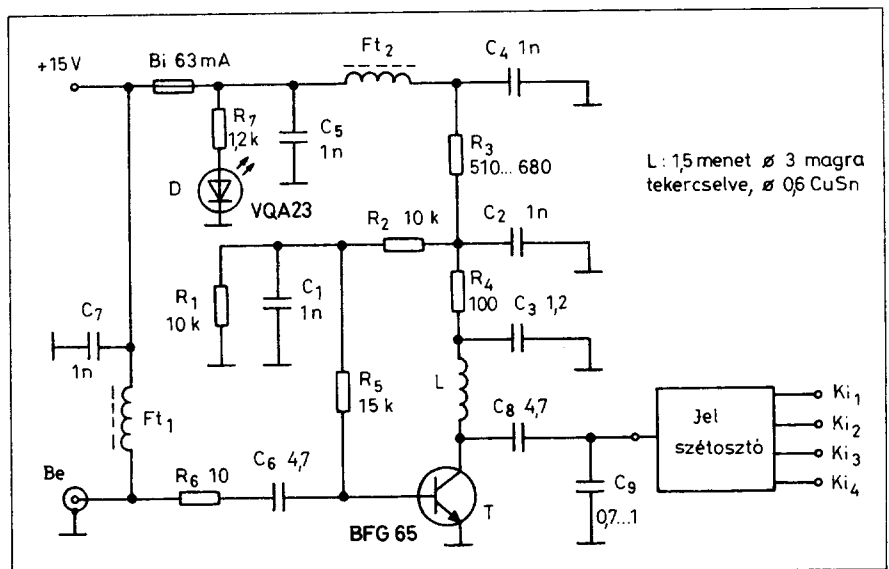 +15V
Bi 63mA
Ft₂
C₄ 1n
R₇
1,2 k
C₅
1n
R₃
510... 680
D
VQA23
L : 1,5 menet ø 3 magra
tekercselve, ø 0,6 CuSn
R₂ 10 k
C₂ 1n
R₁
10 k
C₁
1n
R₄
100
C₃ 1,2
C₇
1n
Ft₁
R₅
15 k
L
C₈ 4,7
Jel
szétosztó
Ki₁
Ki₂
Ki₃
Ki₄
Be
R₆ 10
C₆ 4,7
T
BFG 65
C₉
0,7...1